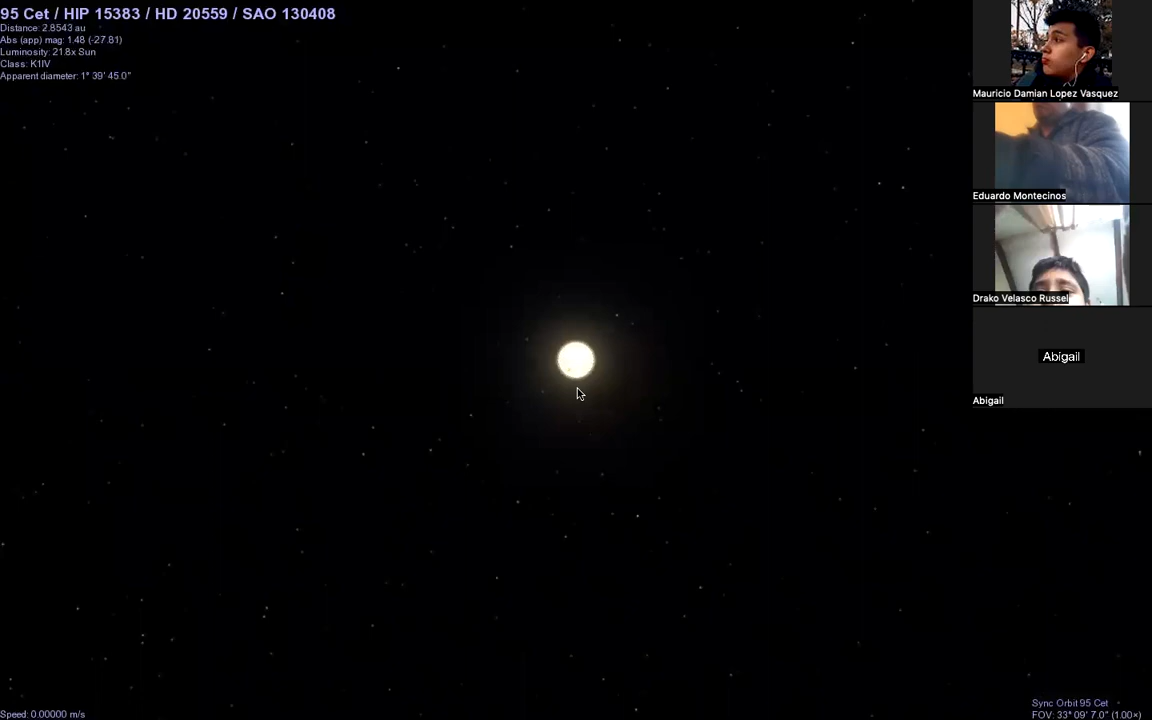 95 Cet / HIP 15383 / HD 20559 / SAO 130408
Distance: 2.8543 au
Abs (app) mag: 1.48 (-27.81)
Luminosity: 21.8x Sun
Class: K1IV
Apparent diameter: 1° 39' 45.0"
Mauricio Damian Lopez Vasquez
Eduardo Montecinos
Drako Velasco Russel
Abigail
Abigail
Speed: 0.00000 m/s
Sync Orbit 95 Cet
FOV: 33° 09' 7.0" (1.00×)